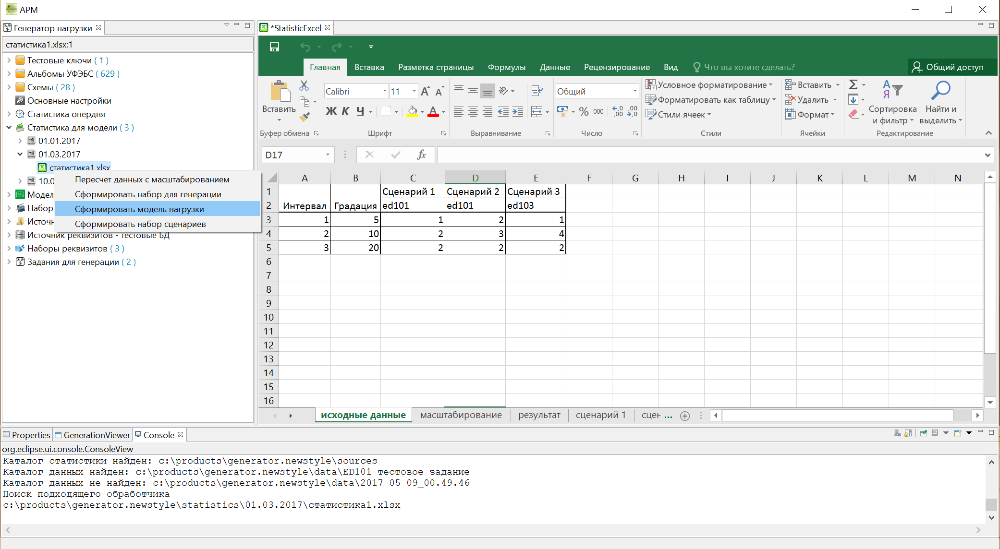 АРМ
Генератор нагрузки
статистика1.xlsx:1
Тестовые ключи ( 1 )
Альбомы УФЭБС ( 629 )
Схемы ( 28 )
Основные настройки
Статистика опердня
Статистика для модели ( 3 )
01.01.2017
01.03.2017
статистика1.xlsx
10.0
Модел
Набор
Источн
Источник реквизитов - тестовые БД
Наборы реквизитов ( 3 )
Задания для генерации ( 2 )
Пересчет данных с масштабированием
Сформировать набор для генерации
Сформировать модель нагрузки
Сформировать набор сценариев
*StatisticExcel
Главная Вставка Разметка страницы Формулы Данные Рецензирование Вид Что вы хотите сделать? Общий доступ
Вставить
Буфер обмена
Calibri 11
Ж К Ч
Шрифт
Выравнивание
Общий
% 000
Число
Условное форматирование
Форматировать как таблицу
Стили ячеек
Стили
Вставить
Удалить
Формат
Ячейки
Сортировка и фильтр
Найти и выделить
Редактирование
D17 fx
A B C D E F G H I J K L M N
1 Сценарий 1 Сценарий 2 Сценарий 3
2 Интервал Градация ed101 ed101 ed103
3 1 5 1 2 1
4 2 10 2 3 4
5 3 20 2 2 2
6
7
8
9
10
11
12
13
14
15
16
исходные данные масштабирование результат сценарий 1 сцен ...
Properties GenerationViewer Console
org.eclipse.ui.console.ConsoleView
Каталог статистики найден: c:\products\generator.newstyle\sources
Каталог данных найден: c:\products\generator.newstyle\data\ED101-тестовое задание
Каталог данных не найден: c:\products\generator.newstyle\data\2017-05-09_00.49.46
Поиск подходящего обработчика
c:\products\generator.newstyle\statistics\01.03.2017\статистика1.xlsx